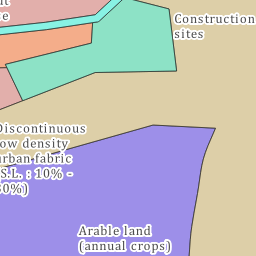 Construction
sites
Discontinuous
low density
urban fabric
(S.L. : 10% -
30%)
Arable land
(annual crops)